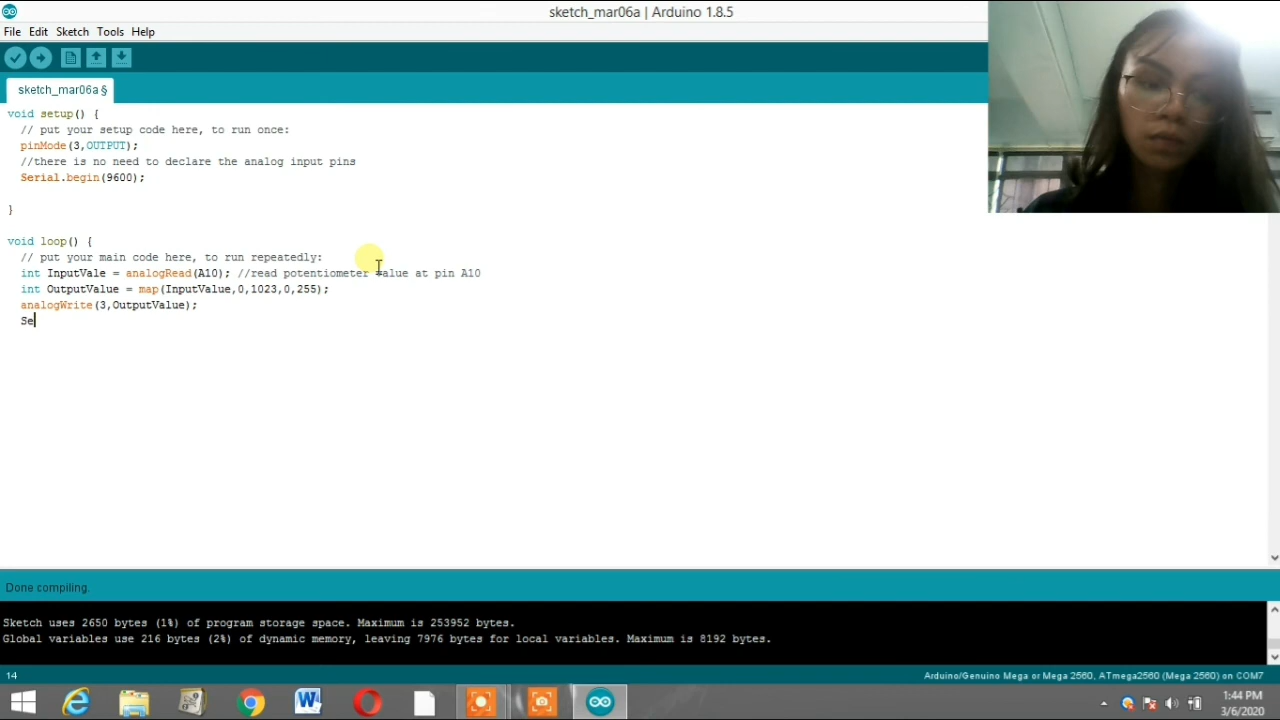 sketch_mar06a | Arduino 1.8.5
File Edit Sketch Tools Help
sketch_mar06a §
void setup() {
// put your setup code here, to run once:
pinMode(3,OUTPUT);
//there is no need to declare the analog input pins
Serial.begin(9600);
}
void loop() {
// put your main code here, to run repeatedly:
int InputVale = analogRead(A10); //read potentiometer value at pin A10
int OutputValue = map(InputValue,0,1023,0,255);
analogWrite(3,OutputValue);
Se
Done compiling.
Sketch uses 2650 bytes (1%) of program storage space. Maximum is 253952 bytes.
Global variables use 216 bytes (2%) of dynamic memory, leaving 7976 bytes for local variables. Maximum is 8192 bytes.
14
Arduino/Genuino Mega or Mega 2560, ATmega2560 (Mega 2560) on COM7
1:44 PM
3/6/2020